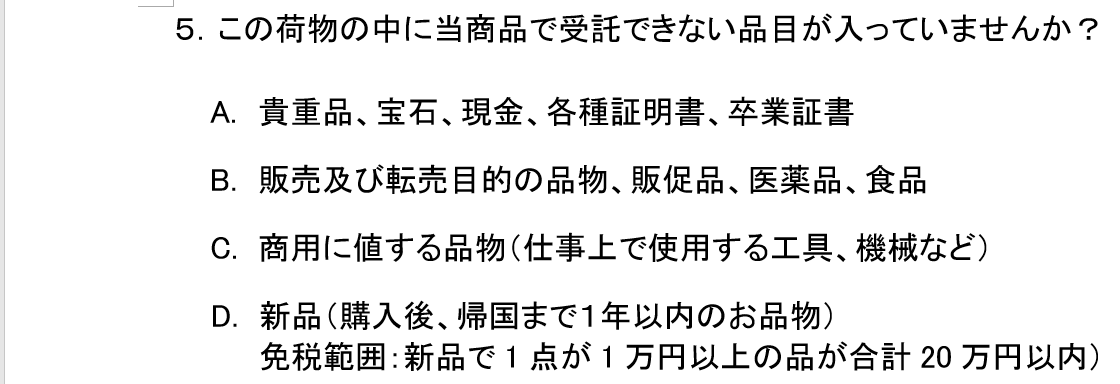 ５．この荷物の中に当商品で受託できない品目が入っていませんか？
A. 貴重品、宝石、現金、各種証明書、卒業証書
B. 販売及び転売目的の品物、販促品、医薬品、食品
C. 商用に値する品物（仕事上で使用する工具、機械など）
D. 新品（購入後、帰国まで１年以内のお品物）
免税範囲：新品で 1 点が 1 万円以上の品が合計 20 万円以内）